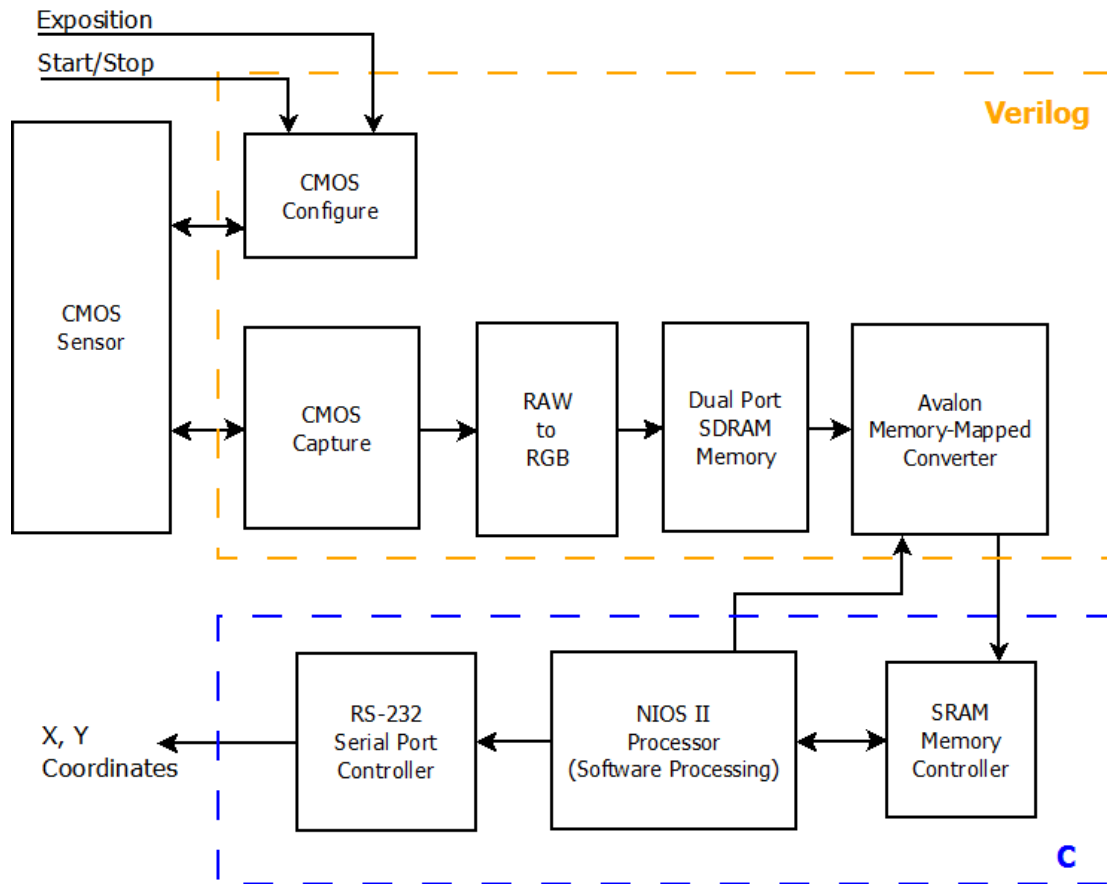 Exposition
Start/Stop
Verilog
CMOS
Configure
CMOS
Sensor
CMOS
Capture
RAW
to
RGB
Dual Port
SDRAM
Memory
Avalon
Memory-Mapped
Converter
X, Y
Coordinates
RS-232
Serial Port
Controller
NIOS II
Processor
(Software Processing)
SRAM
Memory
Controller
C